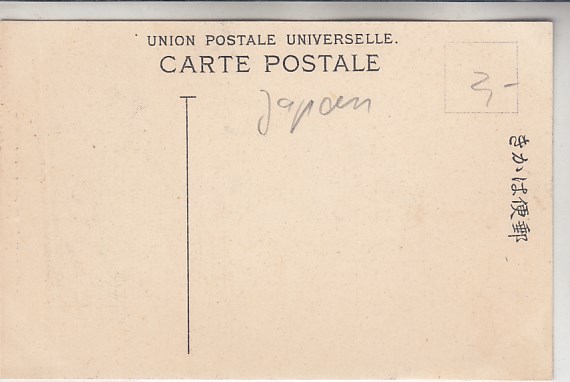 UNION POSTALE UNIVERSELLE.
CARTE POSTALE
Japan
3,-
きかは便郵